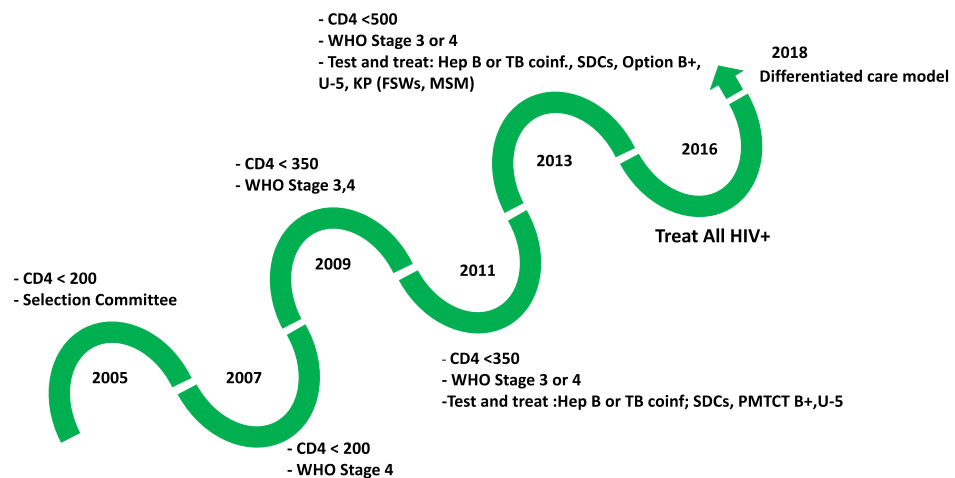 - CD4 <500
- WHO Stage 3 or 4
- Test and treat: Hep B or TB coinf., SDCs, Option B+,
U-5, KP (FSWs, MSM)
2018
Differentiated care model
2013
2016
Treat All HIV+
- CD4 < 350
- WHO Stage 3,4
2009
2011
- CD4 <350
- WHO Stage 3 or 4
-Test and treat :Hep B or TB coinf; SDCs, PMTCT B+,U-5
- CD4 < 200
- Selection Committee
2005
2007
- CD4 < 200
- WHO Stage 4